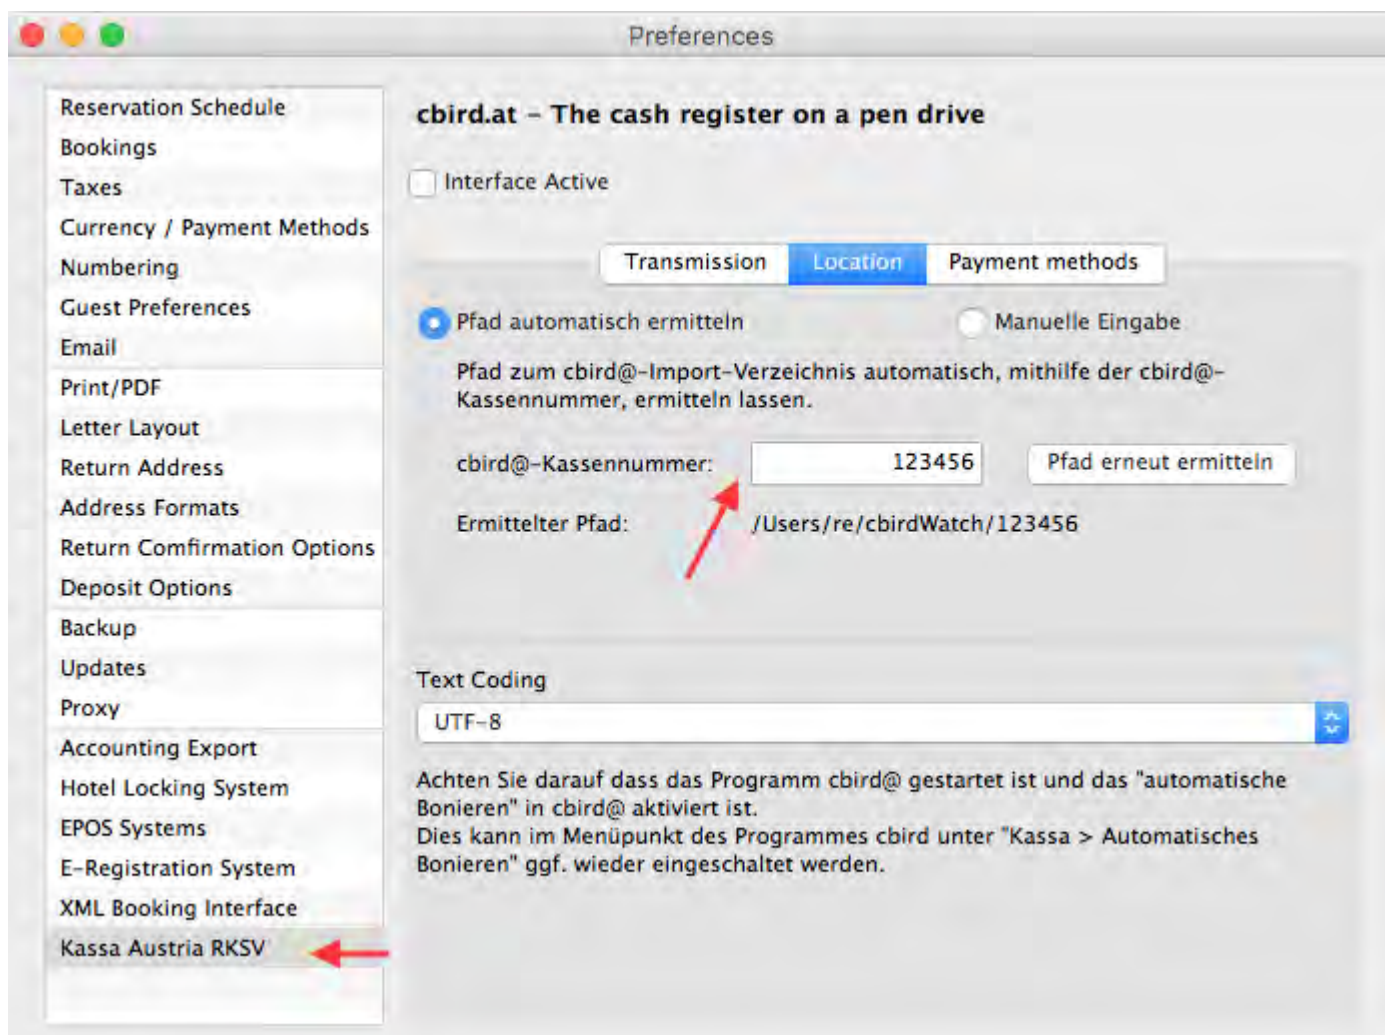 Preferences
Reservation Schedule
Bookings
Taxes
Currency / Payment Methods
Numbering
Guest Preferences
Email
Print/PDF
Letter Layout
Return Address
Address Formats
Return Comfirmation Options
Deposit Options
Backup
Updates
Proxy
Accounting Export
Hotel Locking System
EPOS Systems
E-Registration System
XML Booking Interface
Kassa Austria RKSV
cbird.at - The cash register on a pen drive
Interface Active
Transmission Location Payment methods
Pfad automatisch ermitteln Manuelle Eingabe
Pfad zum cbird@-Import-Verzeichnis automatisch, mithilfe der cbird@-
Kassennummer, ermitteln lassen.
cbird@-Kassennummer: 123456 Pfad erneut ermitteln
Ermittelter Pfad: /Users/re/cbirdWatch/123456
Text Coding
UTF-8
Achten Sie darauf dass das Programm cbird@ gestartet ist und das "automatische
Bonieren" in cbird@ aktiviert ist.
Dies kann im Menüpunkt des Programmes cbird unter "Kassa > Automatisches
Bonieren" ggf. wieder eingeschaltet werden.